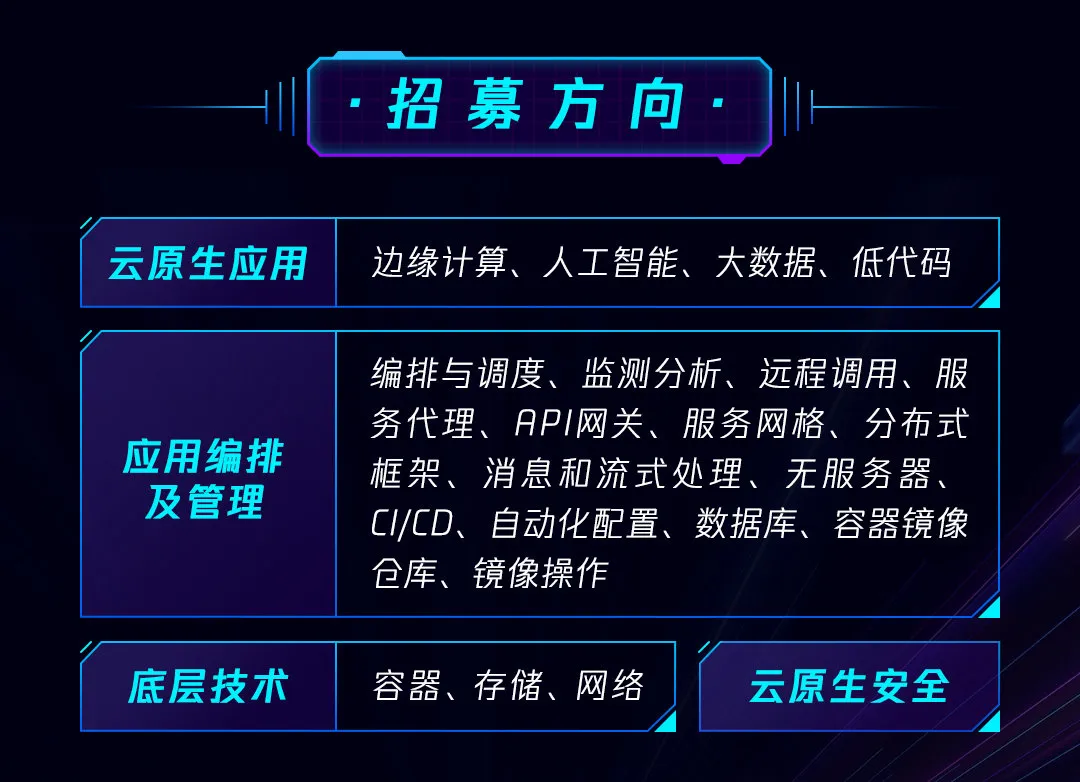 ·招募方向·
云原生应用
边缘计算、人工智能、大数据、低代码
应用编排
及管理
编排与调度、监测分析、远程调用、服
务代理、API网关、服务网格、分布式
框架、消息和流式处理、无服务器、
CI/CD、自动化配置、数据库、容器镜像
仓库、镜像操作
底层技术
容器、存储、网络
云原生安全